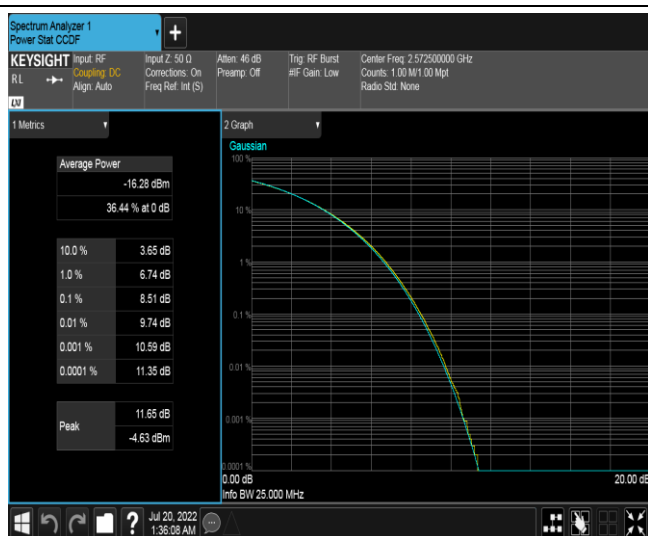 Spectrum Analyzer 1
Power Stat CCDF
+
KEYSIGHT
RL
LXI
Input: RF
Coupling: DC
Align: Auto
Input Z: 50 Ω
Corrections: On
Freq Ref: Int (S)
Atten: 46 dB
Preamp: Off
Trig: RF Burst
#IF Gain: Low
Center Freq: 2.572500000 GHz
Counts: 1.00 M/1.00 Mpt
Radio Std: None
1 Metrics
Average Power
-16.28 dBm
36.44 % at 0 dB
10.0 % 3.65 dB
1.0 % 6.74 dB
0.1 % 8.51 dB
0.01 % 9.74 dB
0.001 % 10.59 dB
0.0001 % 11.35 dB
Peak
11.65 dB
-4.63 dBm
2 Graph
Gaussian
100 %
10 %
1 %
0.1 %
0.01 %
0.001 %
0.0001 %
0.00 dB 20.00 dB
Info BW 25.000 MHz
?
Jul 20, 2022
1:36:08 AM